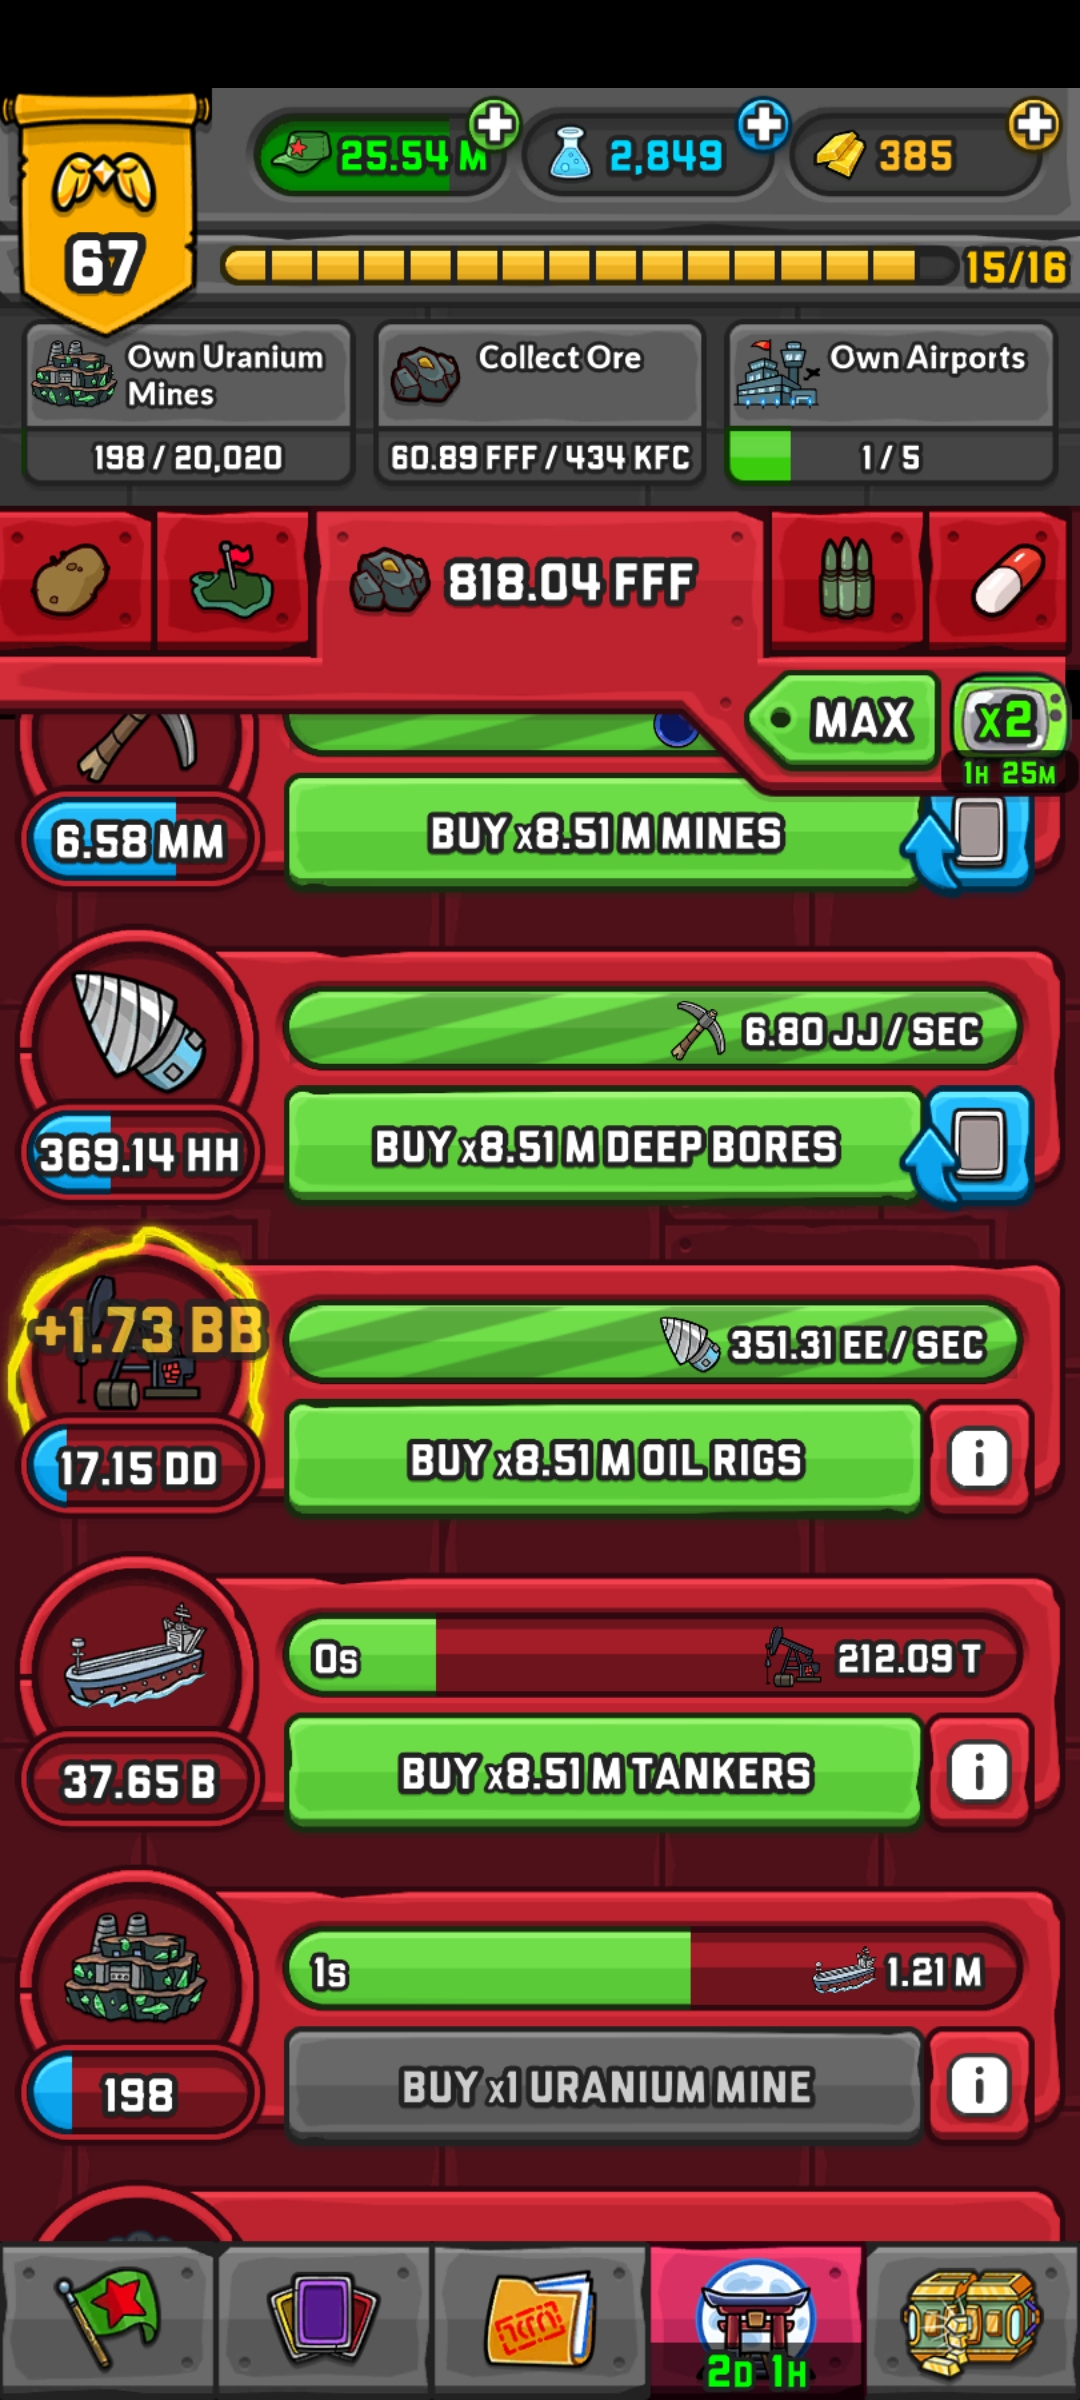 25.54 M
2,849
385
67
15/16
Own Uranium
Mines
198 / 20,020
Collect Ore
60.89 FFF / 434 KFC
Own Airports
1 / 5
818.04 FFF
MAX
x2
1H 25M
6.58 MM
BUY x8.51 M MINES
6.80 JJ / SEC
369.14 HH
BUY x8.51 M DEEP BORES
+1.73 BB
351.31 EE / SEC
17.15 DD
BUY x8.51 M OIL RIGS
i
0s
212.09 T
37.65 B
BUY x8.51 M TANKERS
i
1s
1.21 M
198
BUY x1 URANIUM MINE
i
2D 1H